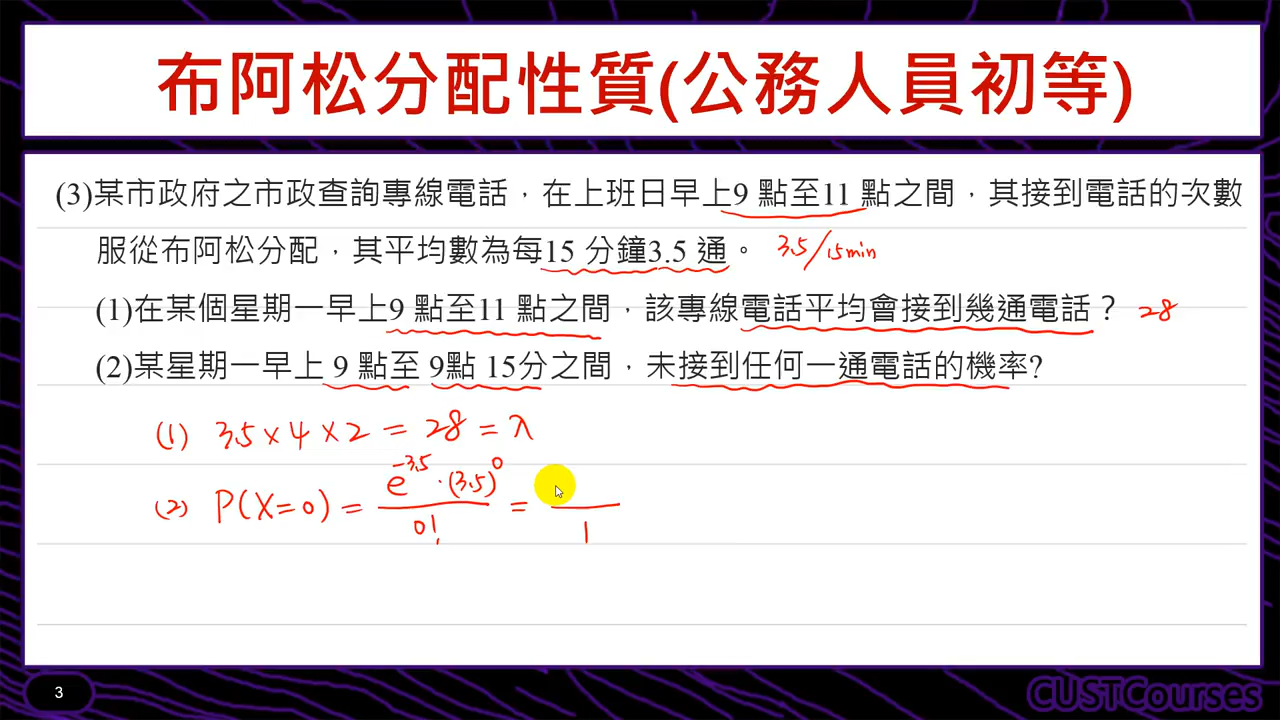 布阿松分配性質(公務人員初等)
(3)某市政府之市政查詢專線電話，在上班日早上9 點至11 點之間，其接到電話的次數
服從布阿松分配，其平均數為每15 分鐘3.5 通。 3.5/15min
(1)在某個星期一早上9 點至11 點之間，該專線電話平均會接到幾通電話？ 28
(2)某星期一早上 9 點至 9點 15分之間，未接到任何一通電話的機率?
(1) 3.5 × 4 × 2 = 28 = λ
(2) P(X=0) = e^-3.5 · (3.5)^0 / 0! = / 1
3
CUSTCourses